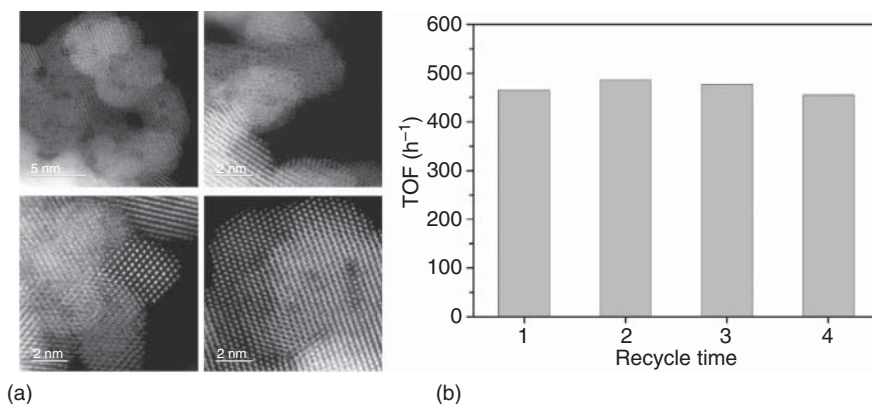 5 nm
2 nm
2 nm
2 nm
(a)
600
500
400
300
200
100
0
TOF (h⁻¹)
1 2 3 4
Recycle time
(b)